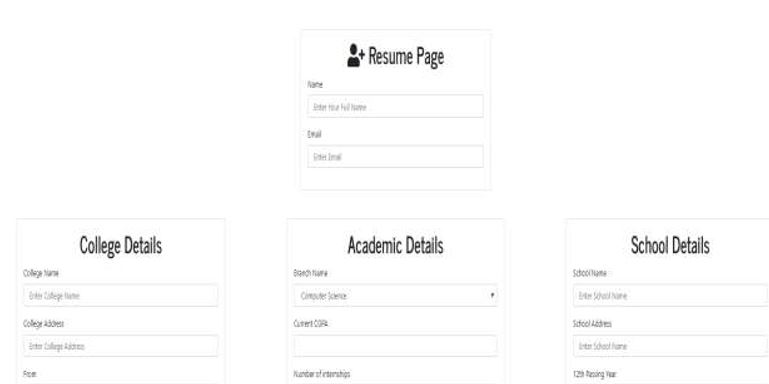 Resume Page
Name
Enter Your Full Name
Email
Enter Email
College Details
College Name
Enter College Name
College Address
Enter College Address
From
Academic Details
Branch Name
Computer Science
Current CGPA
Number of internships
School Details
School Name
Enter School Name
School Address
Enter School Name
12th Passing Year